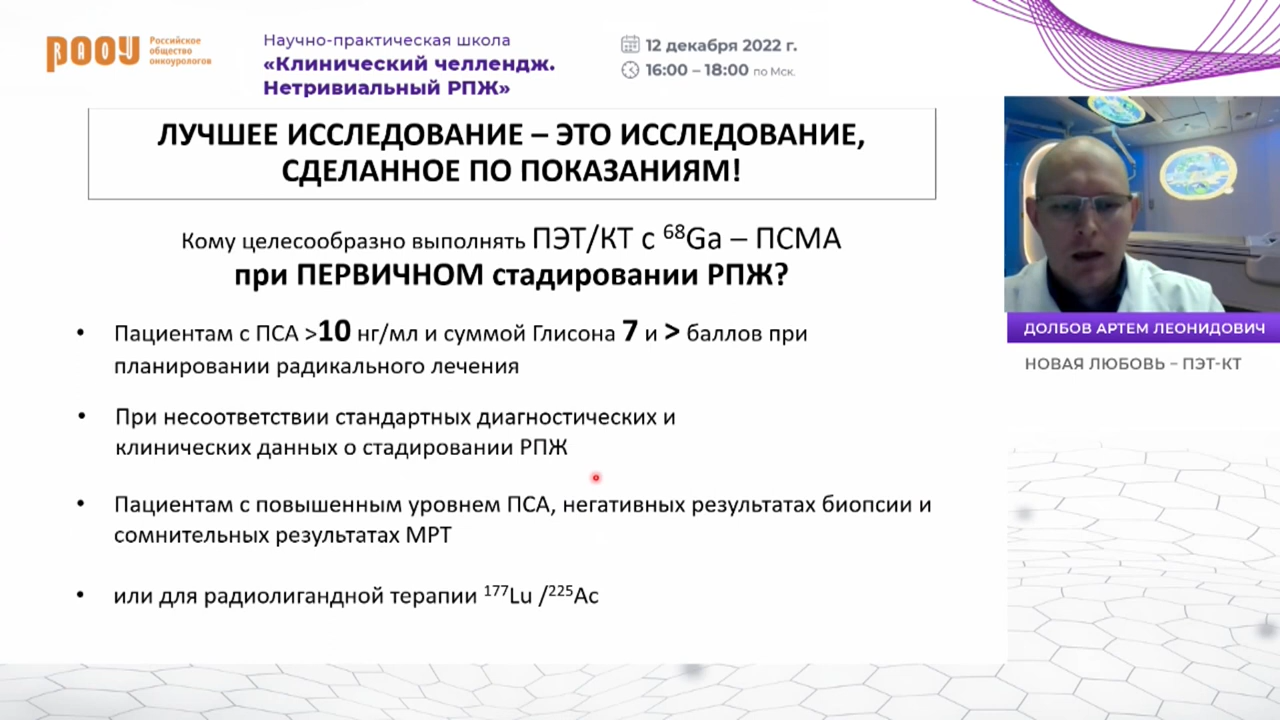 РАОУ
Российское
общество
онкоурологов
Научно-практическая школа
«Клинический челлендж.
Нетривиальный РПЖ»
12 декабря 2022 г.
16:00 – 18:00 по Мск.
ЛУЧШЕЕ ИССЛЕДОВАНИЕ – ЭТО ИССЛЕДОВАНИЕ,
СДЕЛАННОЕ ПО ПОКАЗАНИЯМ!
Кому целесообразно выполнять ПЭТ/КТ с ⁶⁸Ga – ПСМА
при ПЕРВИЧНОМ стадировании РПЖ?
• Пациентам с ПСА >10 нг/мл и суммой Глисона 7 и > баллов при
планировании радикального лечения
• При несоответствии стандартных диагностических и
клинических данных о стадировании РПЖ
• Пациентам с повышенным уровнем ПСА, негативных результатах биопсии и
сомнительных результатах МРТ
• или для радиолигандной терапии ¹⁷⁷Lu /²²⁵Ac
ДОЛБОВ АРТЕМ ЛЕОНИДОВИЧ
НОВАЯ ЛЮБОВЬ – ПЭТ-КТ